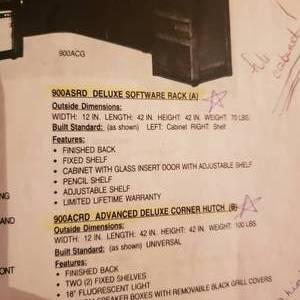 900ACG
900ASRD DELUXE SOFTWARE RACK (A)
Outside Dimensions:
WIDTH: 12 IN. LENGTH: 42 IN. HEIGHT: 42 IN. WEIGHT: 70 LBS.
Built Standard: (as shown) LEFT: Cabinet RIGHT: Shelf
Features:
• FINISHED BACK
• FIXED SHELF
• CABINET WITH GLASS INSERT DOOR WITH ADJUSTABLE SHELF
• PENCIL SHELF
• ADJUSTABLE SHELF
• LIMITED LIFETIME WARRANTY
900ACRD ADVANCED DELUXE CORNER HUTCH (B)
Outside Dimensions:
WIDTH: 12 IN. LENGTH: 42 IN. HEIGHT: 42 IN. WEIGHT: 100 LBS.
Built Standard: (as shown) UNIVERSAL
Features:
• FINISHED BACK
• TWO (2) FIXED SHELVES
• 18" FLUORESCENT LIGHT
SPEAKER BOXES WITH REMOVABLE BLACK GRILL COVERS
AND
ONT
cabinet